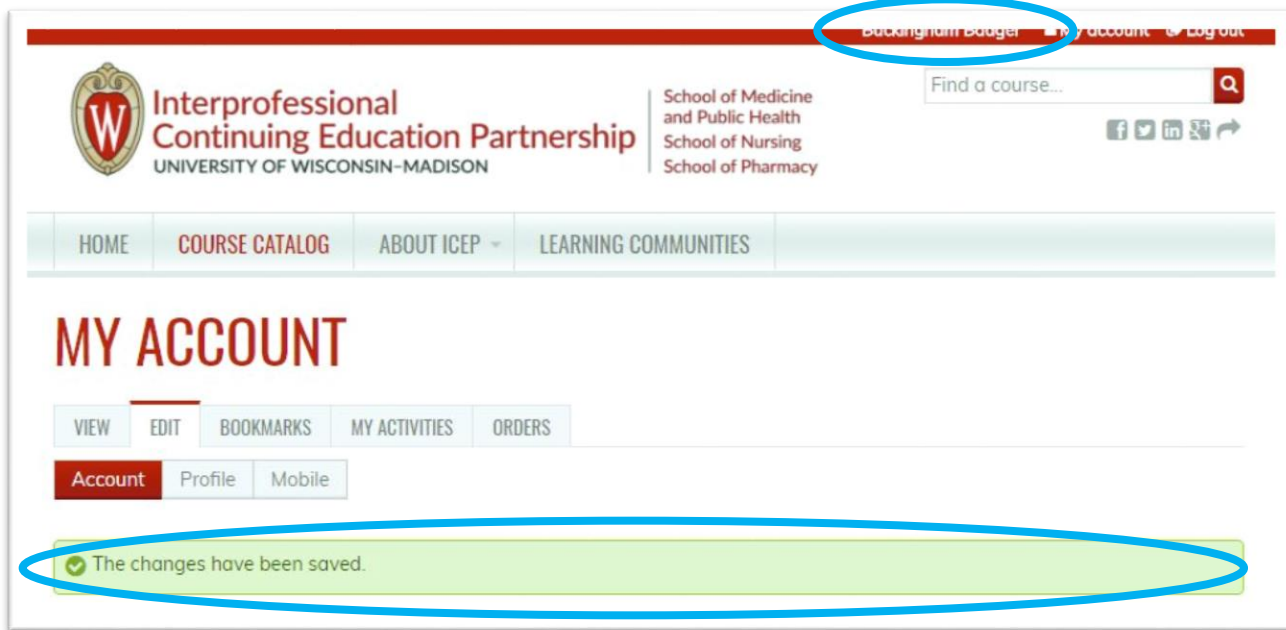 Buckingham Badger My account Log out
Find a course...
W
Interprofessional
Continuing Education Partnership
UNIVERSITY OF WISCONSIN–MADISON
School of Medicine
and Public Health
School of Nursing
School of Pharmacy
HOME COURSE CATALOG ABOUT ICEP LEARNING COMMUNITIES
MY ACCOUNT
VIEW EDIT BOOKMARKS MY ACTIVITIES ORDERS
Account Profile Mobile
The changes have been saved.